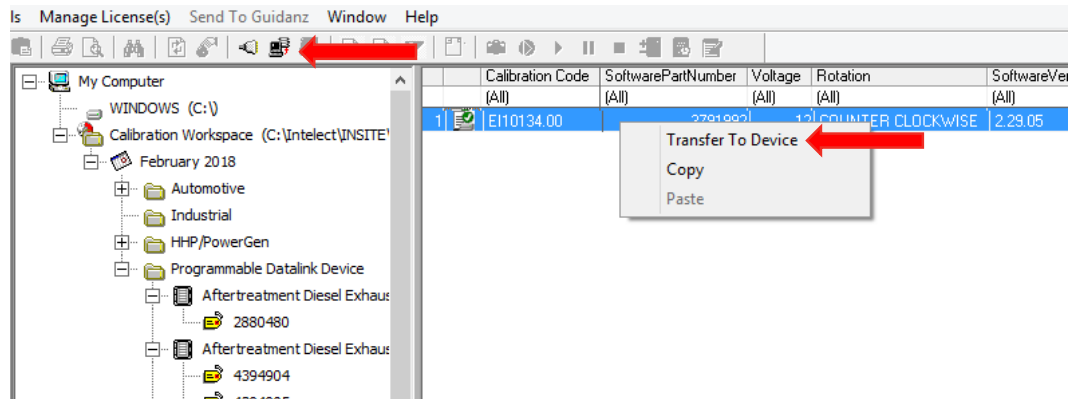 ls Manage License(s) Send To Guidanz Window Help
My Computer
WINDOWS (C:\)
Calibration Workspace (C:\Intelect\INSITE\
February 2018
Automotive
Industrial
HHP/PowerGen
Programmable Datalink Device
Aftertreatment Diesel Exhaus
2880480
Aftertreatment Diesel Exhaus
4394904
Calibration Code SoftwarePartNumber Voltage Rotation SoftwareVer
(All) (All) (All) (All) (All)
1 EI10134.00 3791992 12 COUNTER CLOCKWISE 2.29.05
Transfer To Device
Copy
Paste